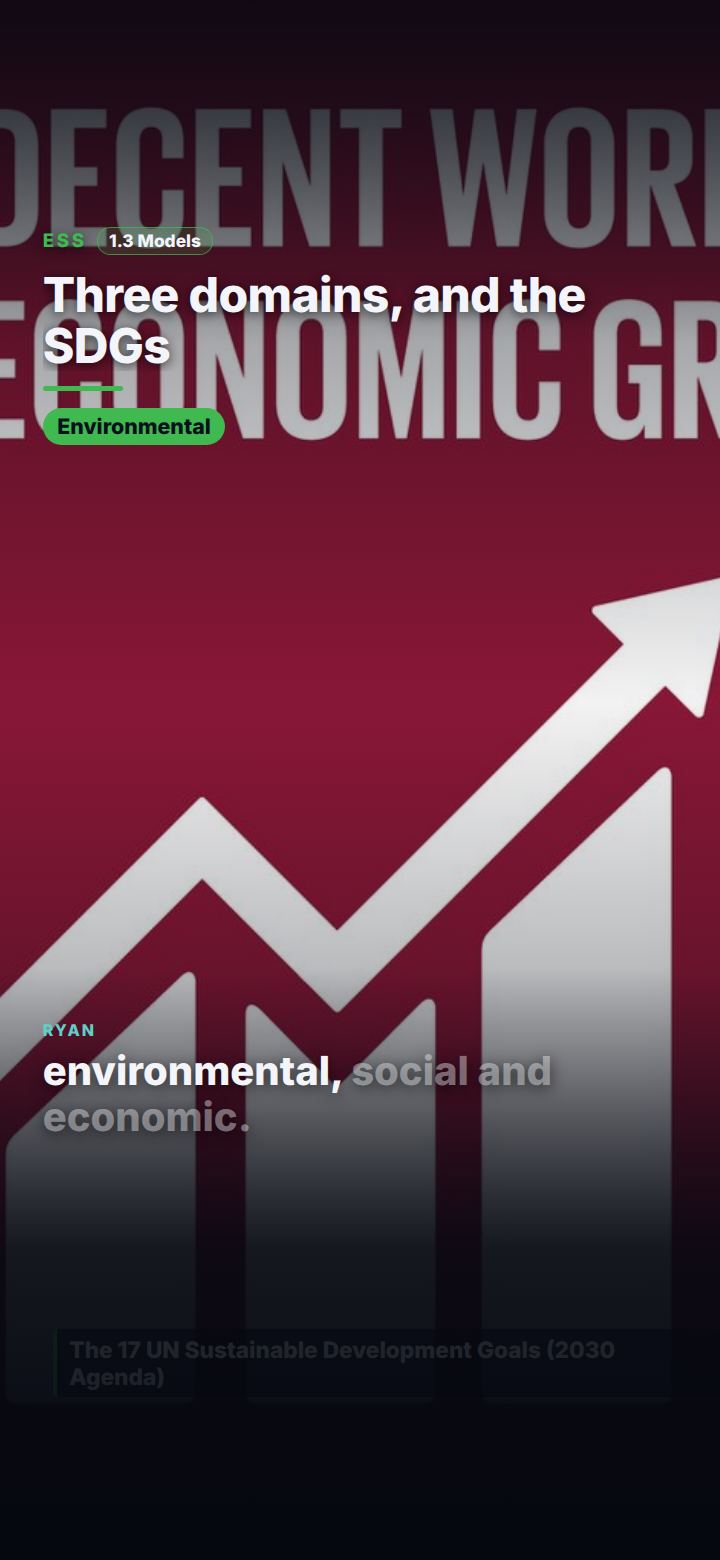 DECENT WOR
ESS 1.3 Models
Three domains, and the
SDGs
ECONOMIC GR
Environmental
RYAN
environmental, social and
economic.
The 17 UN Sustainable Development Goals (2030
Agenda)